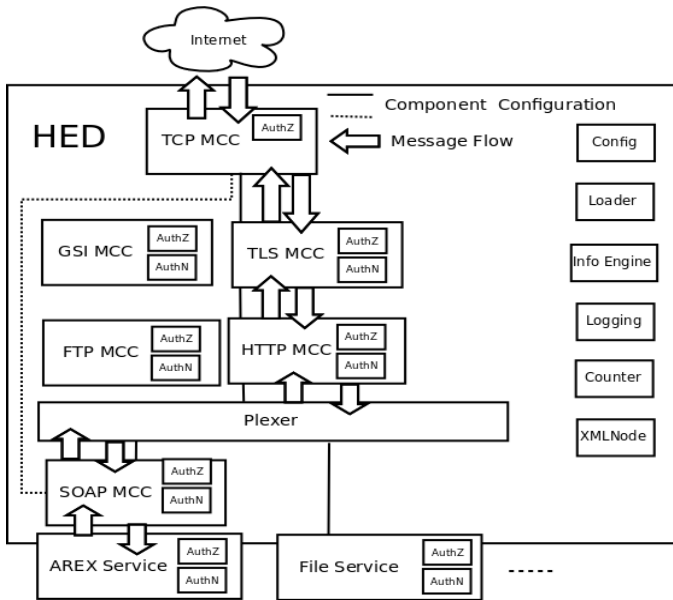 Internet
HED
Component Configuration
Message Flow
TCP MCC
AuthZ
Config
Loader
Info Engine
Logging
Counter
XMLNode
GSI MCC
AuthZ
AuthN
TLS MCC
AuthZ
AuthN
FTP MCC
AuthZ
AuthN
HTTP MCC
AuthZ
AuthN
Plexer
SOAP MCC
AuthZ
AuthN
AREX Service
AuthZ
AuthN
File Service
AuthZ
AuthN